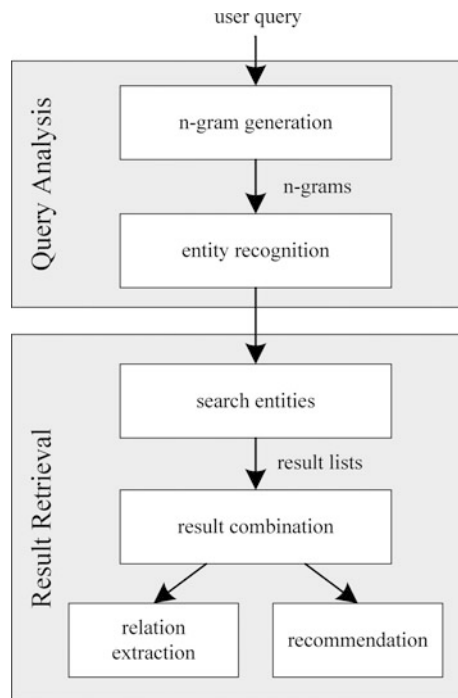 user query
Query Analysis
n-gram generation
n-grams
entity recognition
Result Retrieval
search entities
result lists
result combination
relation
extraction
recommendation